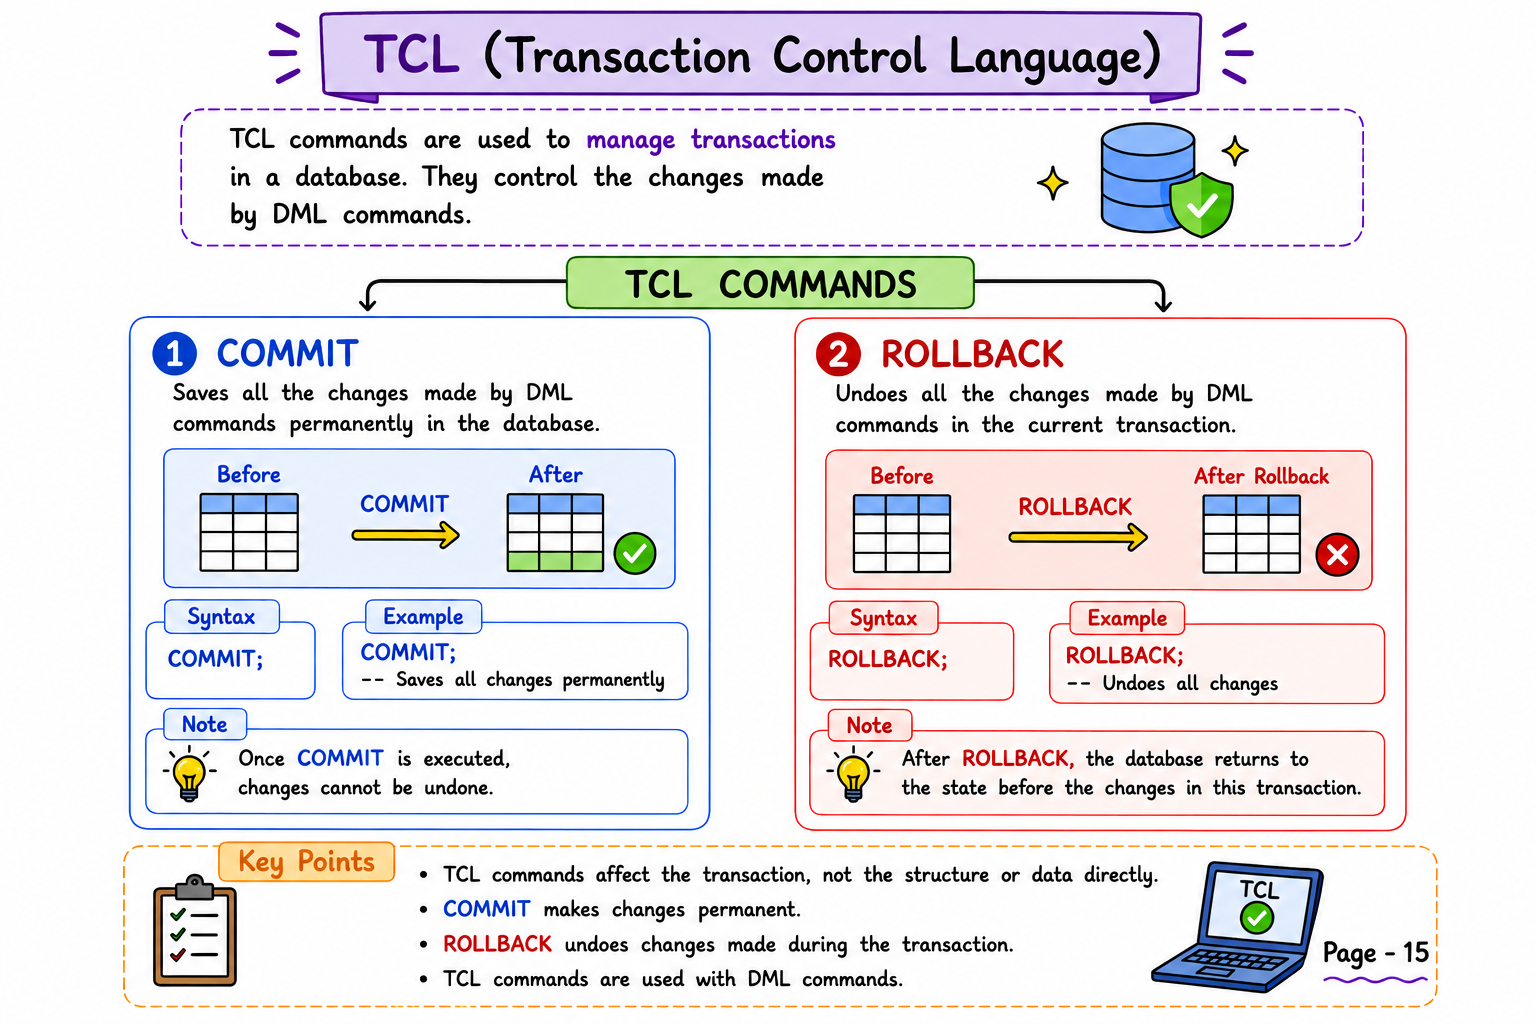 TCL (Transaction Control Language)
TCL commands are used to manage transactions
in a database. They control the changes made
by DML commands.
TCL COMMANDS
1 COMMIT
Saves all the changes made by DML
commands permanently in the database.
Before
COMMIT
After
Syntax
COMMIT;
Example
COMMIT;
-- Saves all changes permanently
Note
Once COMMIT is executed,
changes cannot be undone.
2 ROLLBACK
Undoes all the changes made by DML
commands in the current transaction.
Before
ROLLBACK
After Rollback
Syntax
ROLLBACK;
Example
ROLLBACK;
-- Undoes all changes
Note
After ROLLBACK, the database returns to
the state before the changes in this transaction.
Key Points
• TCL commands affect the transaction, not the structure or data directly.
• COMMIT makes changes permanent.
• ROLLBACK undoes changes made during the transaction.
• TCL commands are used with DML commands.
TCL
Page - 15